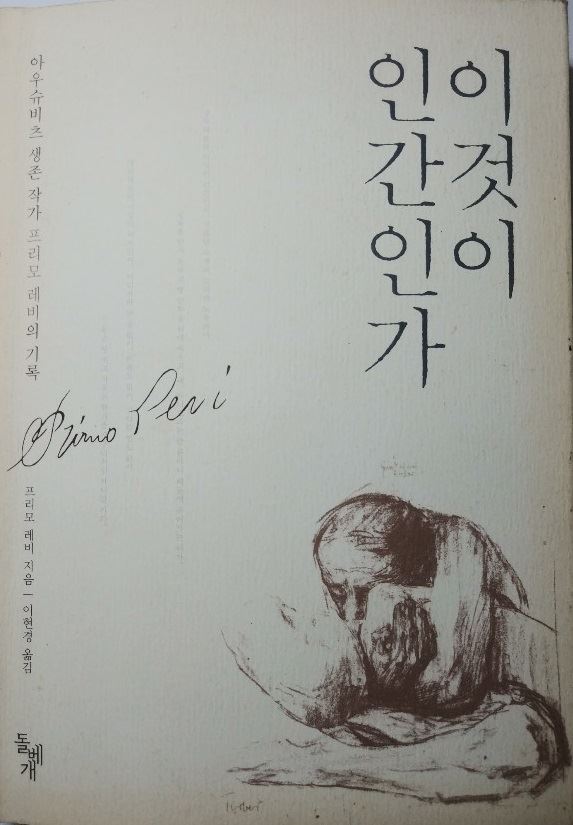 이것이
인간인가
아우슈비츠 생존 작가 프리모 레비의 기록
Primo Levi
프리모 레비 지음 — 이현경 옮김
돌베개